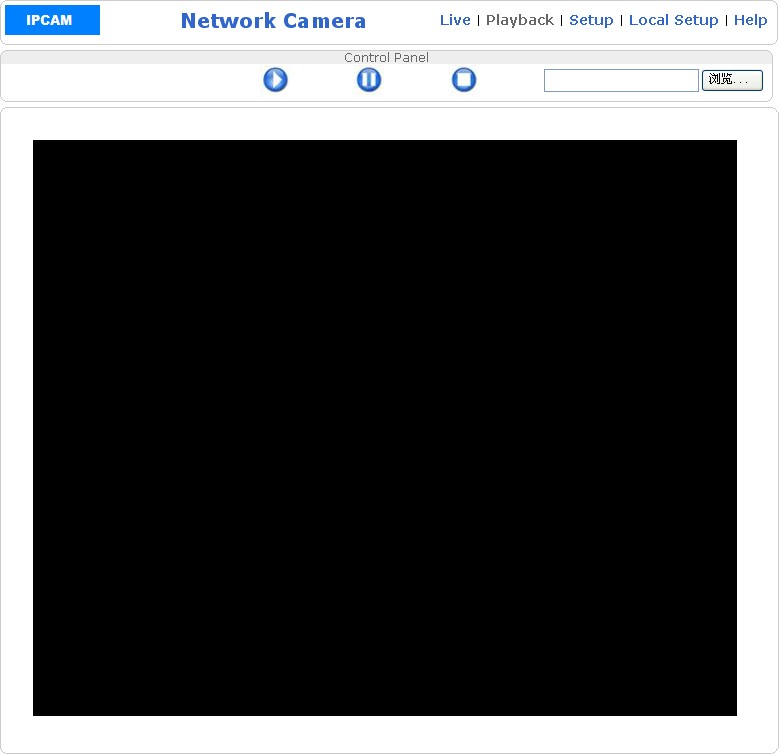 IPCAM
Network Camera
Live | Playback | Setup | Local Setup | Help
Control Panel
浏览...